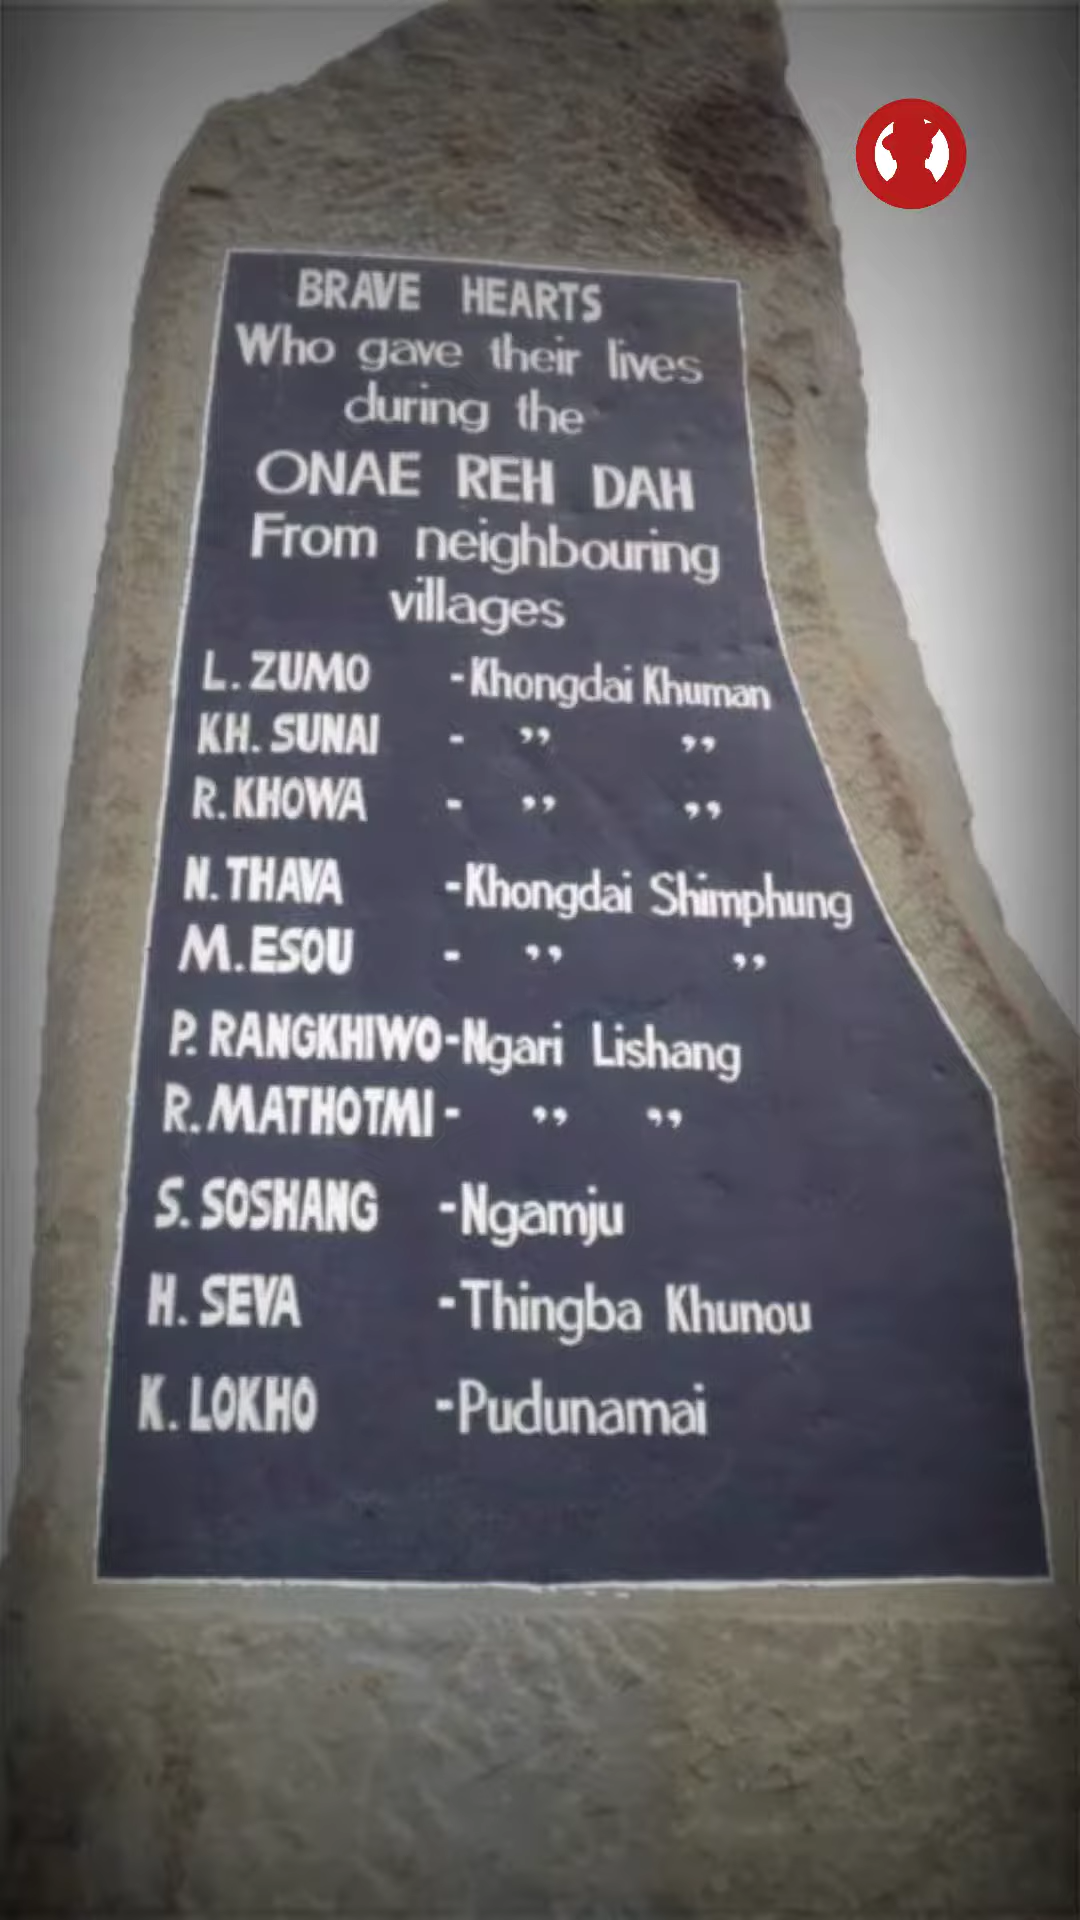 BRAVE HEARTS
Who gave their lives
during the
ONAE REH DAH
From neighbouring
villages
L. ZUMO - Khongdai Khuman
KH. SUNAI - ,, ,,
R. KHOWA - ,, ,,
N. THAVA - Khongdai Shimphung
M. ESOU - ,, ,,
P. RANGKHIWO - Ngari Lishang
R. MATHOTMI - ,, ,,
S. SOSHANG - Ngamju
H. SEVA - Thingba Khunou
K. LOKHO - Pudunamai